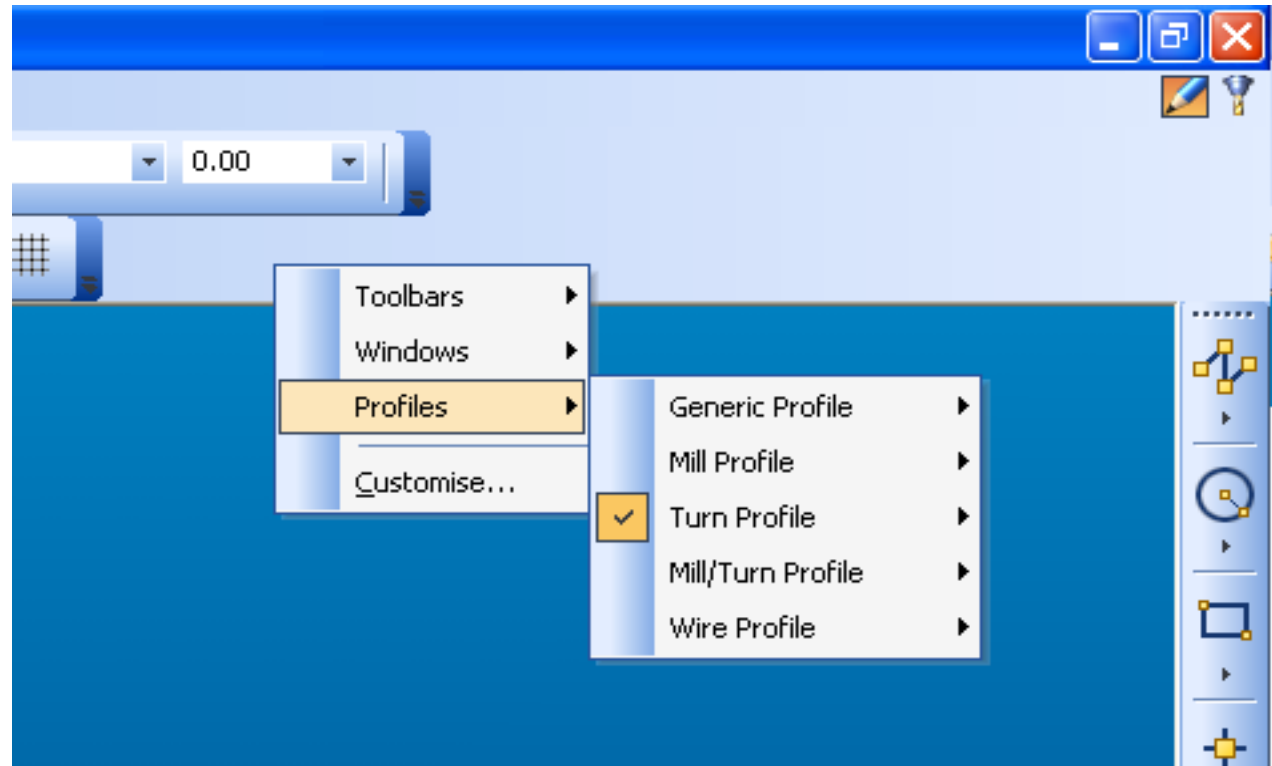 0.00
Toolbars
Windows
Profiles
Customise...
Generic Profile
Mill Profile
Turn Profile
Mill/Turn Profile
Wire Profile